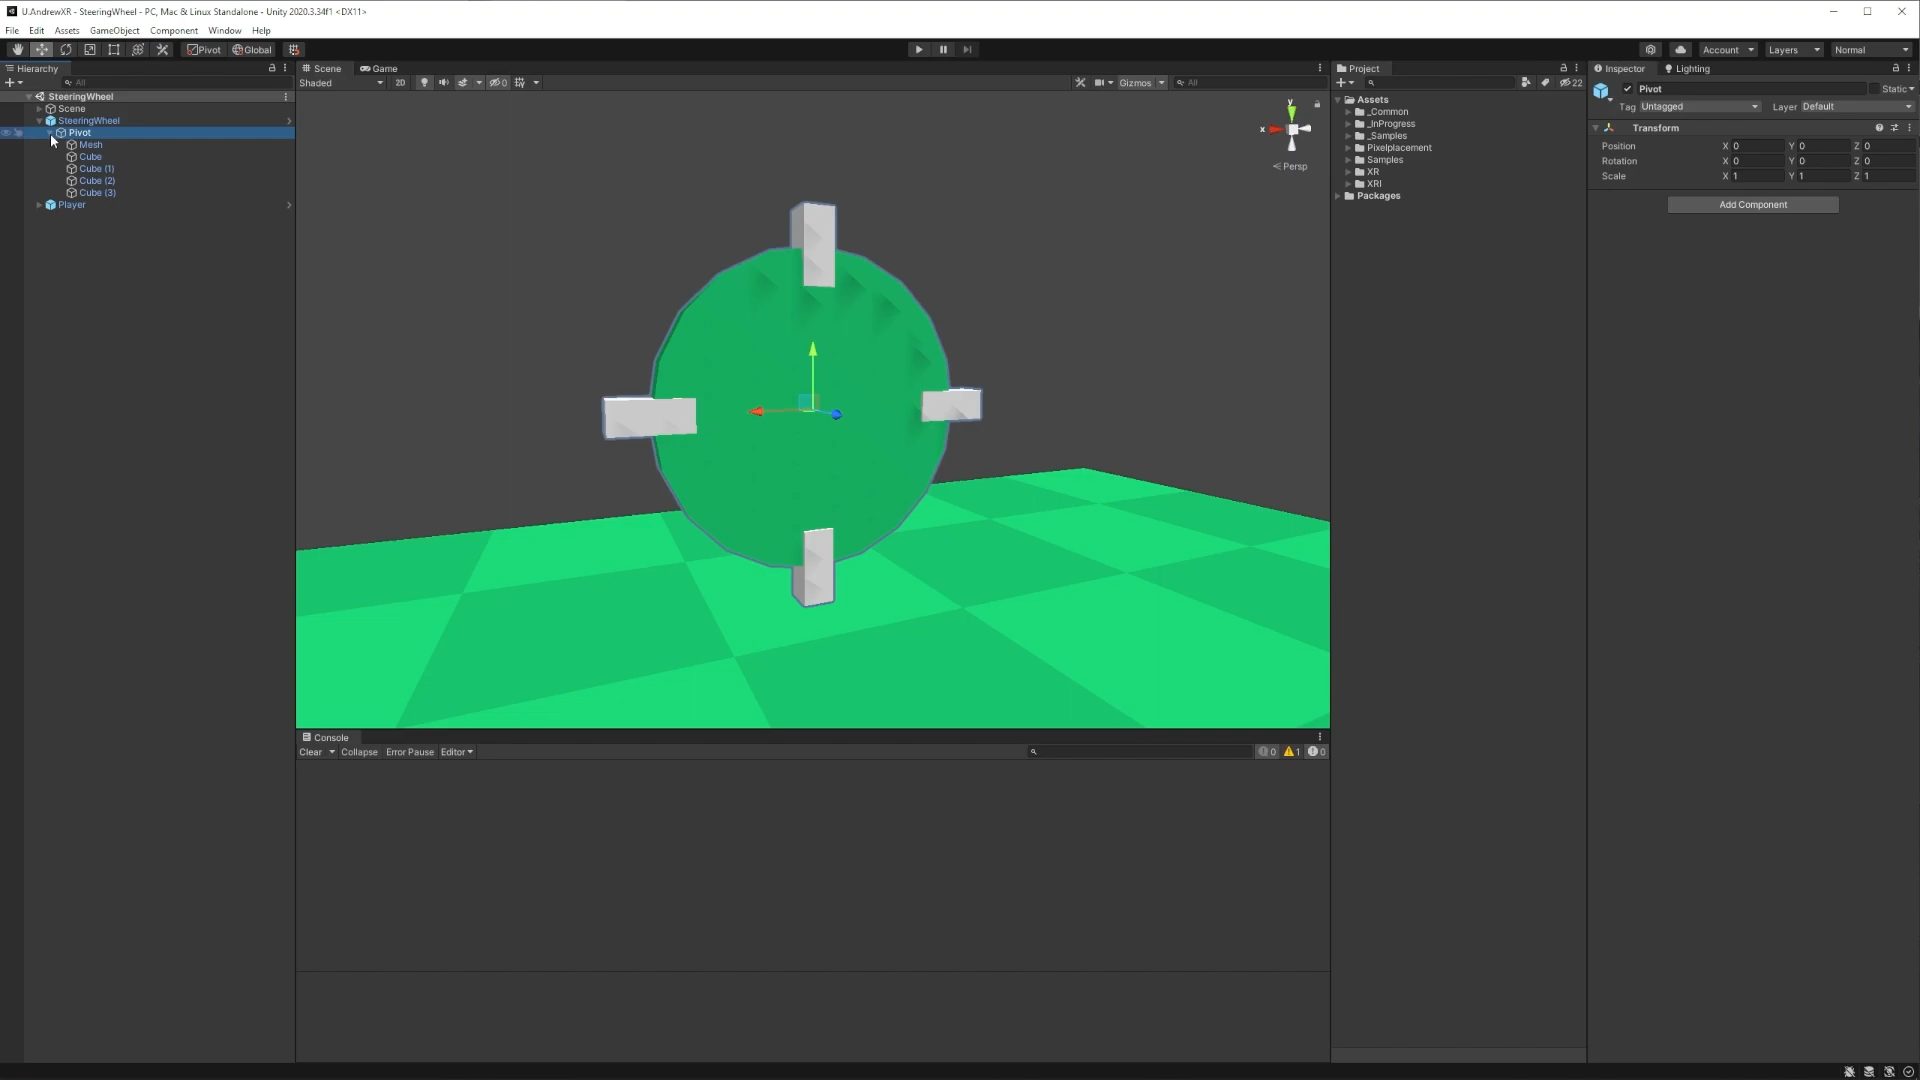 U.AndrewXR - SteeringWheel - PC, Mac & Linux Standalone - Unity 2020.3.34f1 <DX11>
File Edit Assets GameObject Component Window Help
Pivot Global Account Layers Normal
Hierarchy
All
SteeringWheel
Scene
SteeringWheel
Pivot
Mesh
Cube
Cube (1)
Cube (2)
Cube (3)
Player
Scene Game
Shaded 2D 0 Gizmos All
y
x
Persp
Console
Clear Collapse Error Pause Editor 0 1 0
Project
22
Assets
_Common
_InProgress
_Samples
Pixelplacement
Samples
XR
XRI
Packages
Inspector Lighting
Pivot Static
Tag Untagged Layer Default
Transform
Position X 0 Y 0 Z 0
Rotation X 0 Y 0 Z 0
Scale X 1 Y 1 Z 1
Add Component